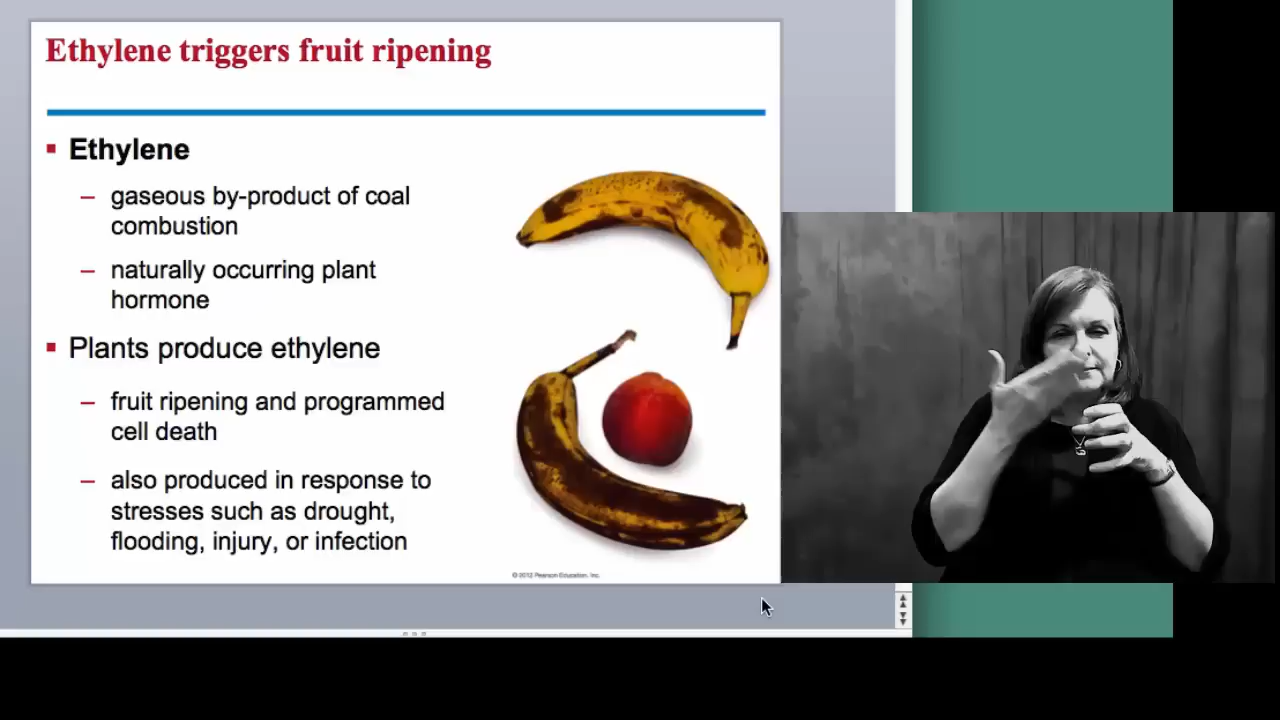 Ethylene triggers fruit ripening
Ethylene
– gaseous by-product of coal
combustion
– naturally occurring plant
hormone
Plants produce ethylene
– fruit ripening and programmed
cell death
– also produced in response to
stresses such as drought,
flooding, injury, or infection
© 2012 Pearson Education, Inc.